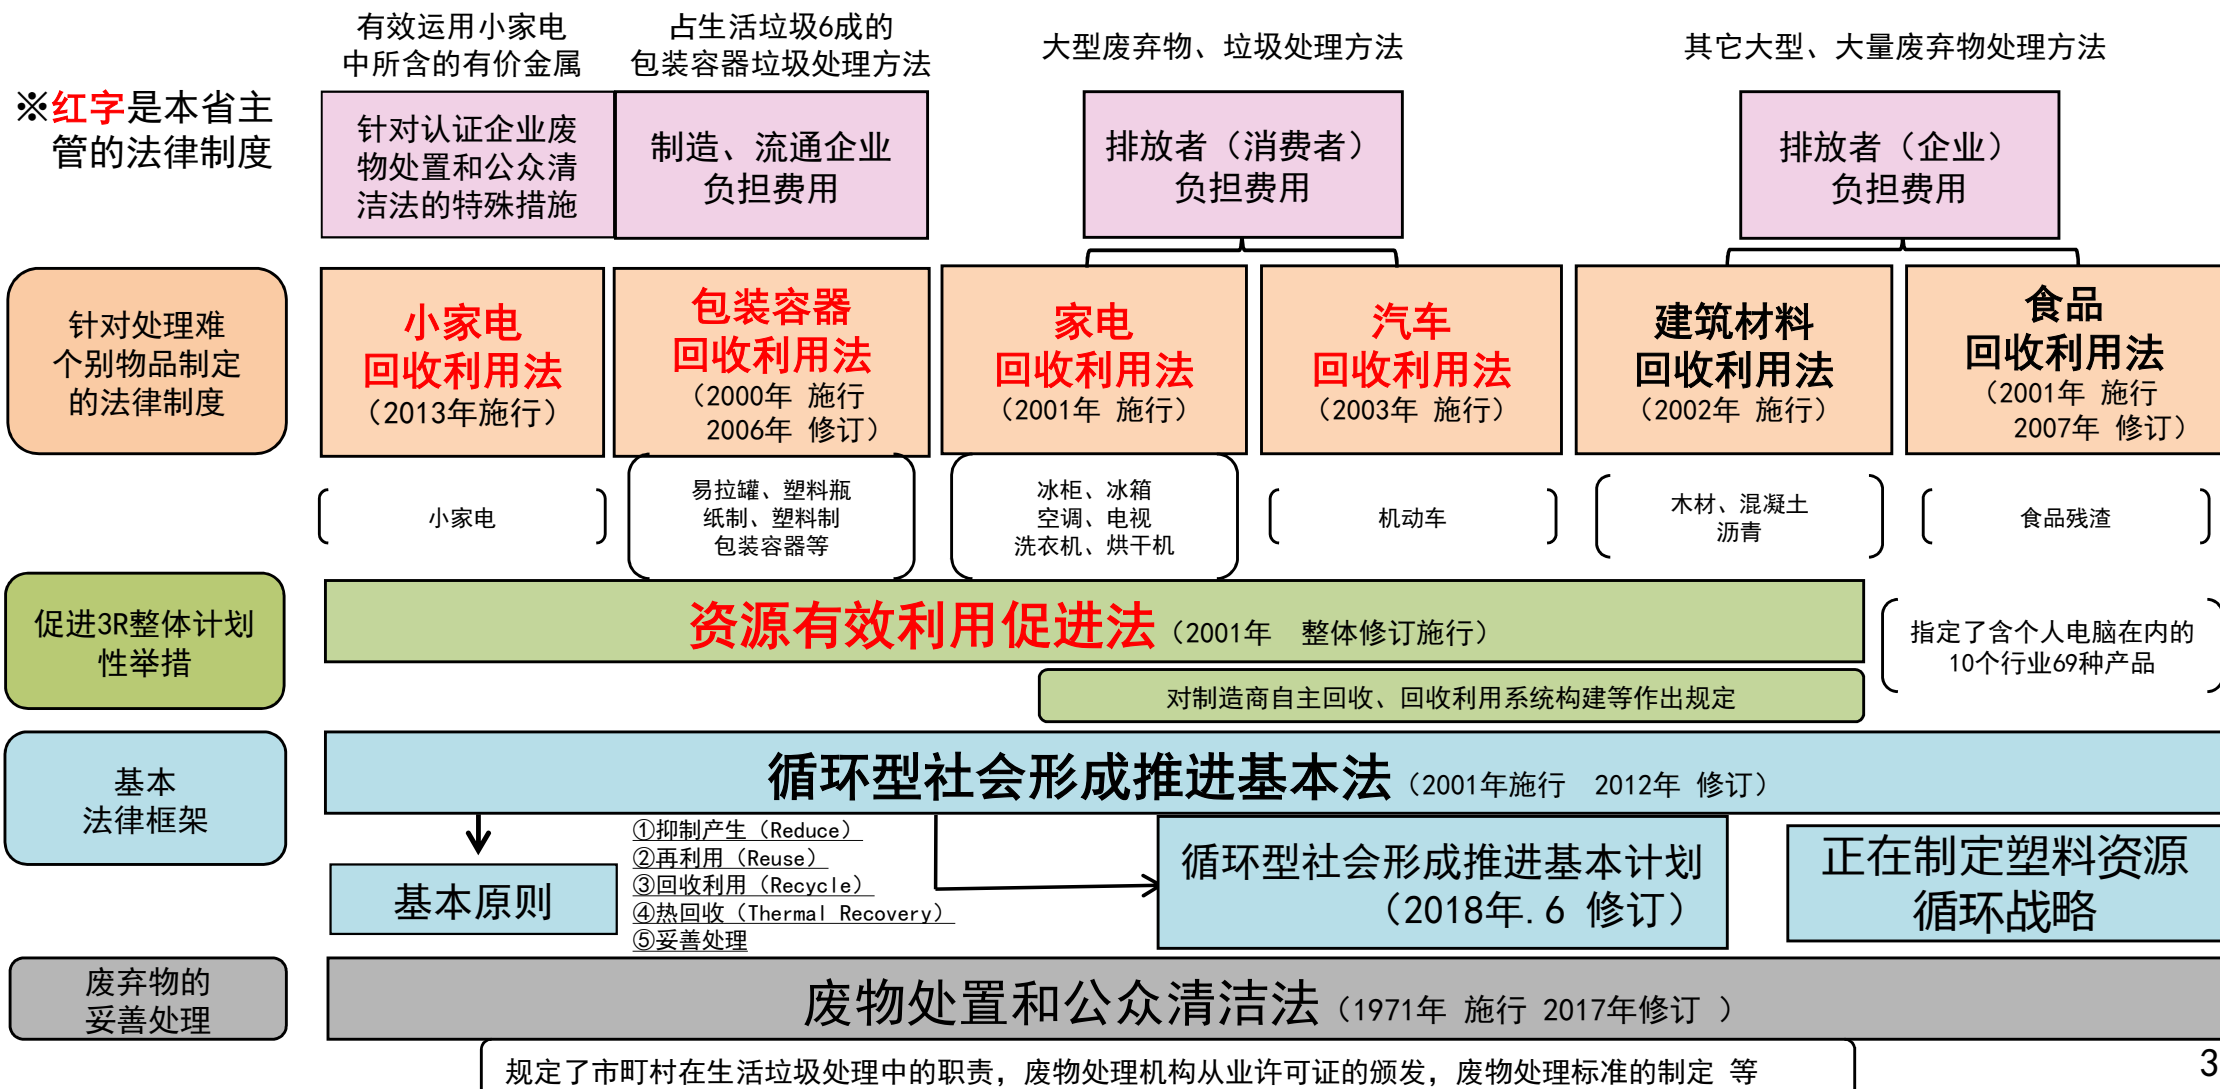 有效运用小家电
中所含的有价金属
占生活垃圾6成的
包装容器垃圾处理方法
大型废弃物、垃圾处理方法
其它大型、大量废弃物处理方法
※红字是本省主
管的法律制度
针对认证企业废
物处置和公众清
洁法的特殊措施
制造、流通企业
负担费用
排放者（消费者）
负担费用
排放者（企业）
负担费用
针对处理难
个别物品制定
的法律制度
小家电
回收利用法
（2013年施行）
包装容器
回收利用法
（2000年 施行
2006年 修订）
家电
回收利用法
（2001年 施行）
汽车
回收利用法
（2003年 施行）
建筑材料
回收利用法
（2002年 施行）
食品
回收利用法
（2001年 施行
2007年 修订）
小家电
易拉罐、塑料瓶
纸制、塑料制
包装容器等
冰柜、冰箱
空调、电视
洗衣机、烘干机
机动车
木材、混凝土
沥青
食品残渣
促进3R整体计划
性举措
资源有效利用促进法（2001年 整体修订施行）
指定了含个人电脑在内的
10个行业69种产品
对制造商自主回收、回收利用系统构建等作出规定
基本
法律框架
循环型社会形成推进基本法（2001年施行 2012年 修订）
基本原则
①抑制产生（Reduce）
②再利用（Reuse）
③回收利用（Recycle）
④热回收（Thermal Recovery）
⑤妥善处理
循环型社会形成推进基本计划
（2018年.6 修订）
正在制定塑料资源
循环战略
废弃物的
妥善处理
废物处置和公众清洁法（1971年 施行 2017年修订 ）
规定了市町村在生活垃圾处理中的职责，废物处理机构从业许可证的颁发，废物处理标准的制定 等
3